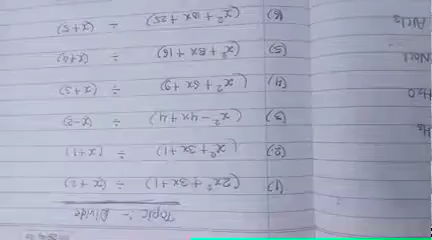 Topic :- Divide
(1) (2x²+3x+1) ÷ (x+2)
(2) (x²+3x+1) ÷ (x+1)
(3) (x²-4x+4) ÷ (x-2)
(4) (x²+6x+9) ÷ (x+3)
(5) (x²+8x+16) ÷ (x+4)
(6) (x²+10x+25) ÷ (x+5)
H₂O
NaCl